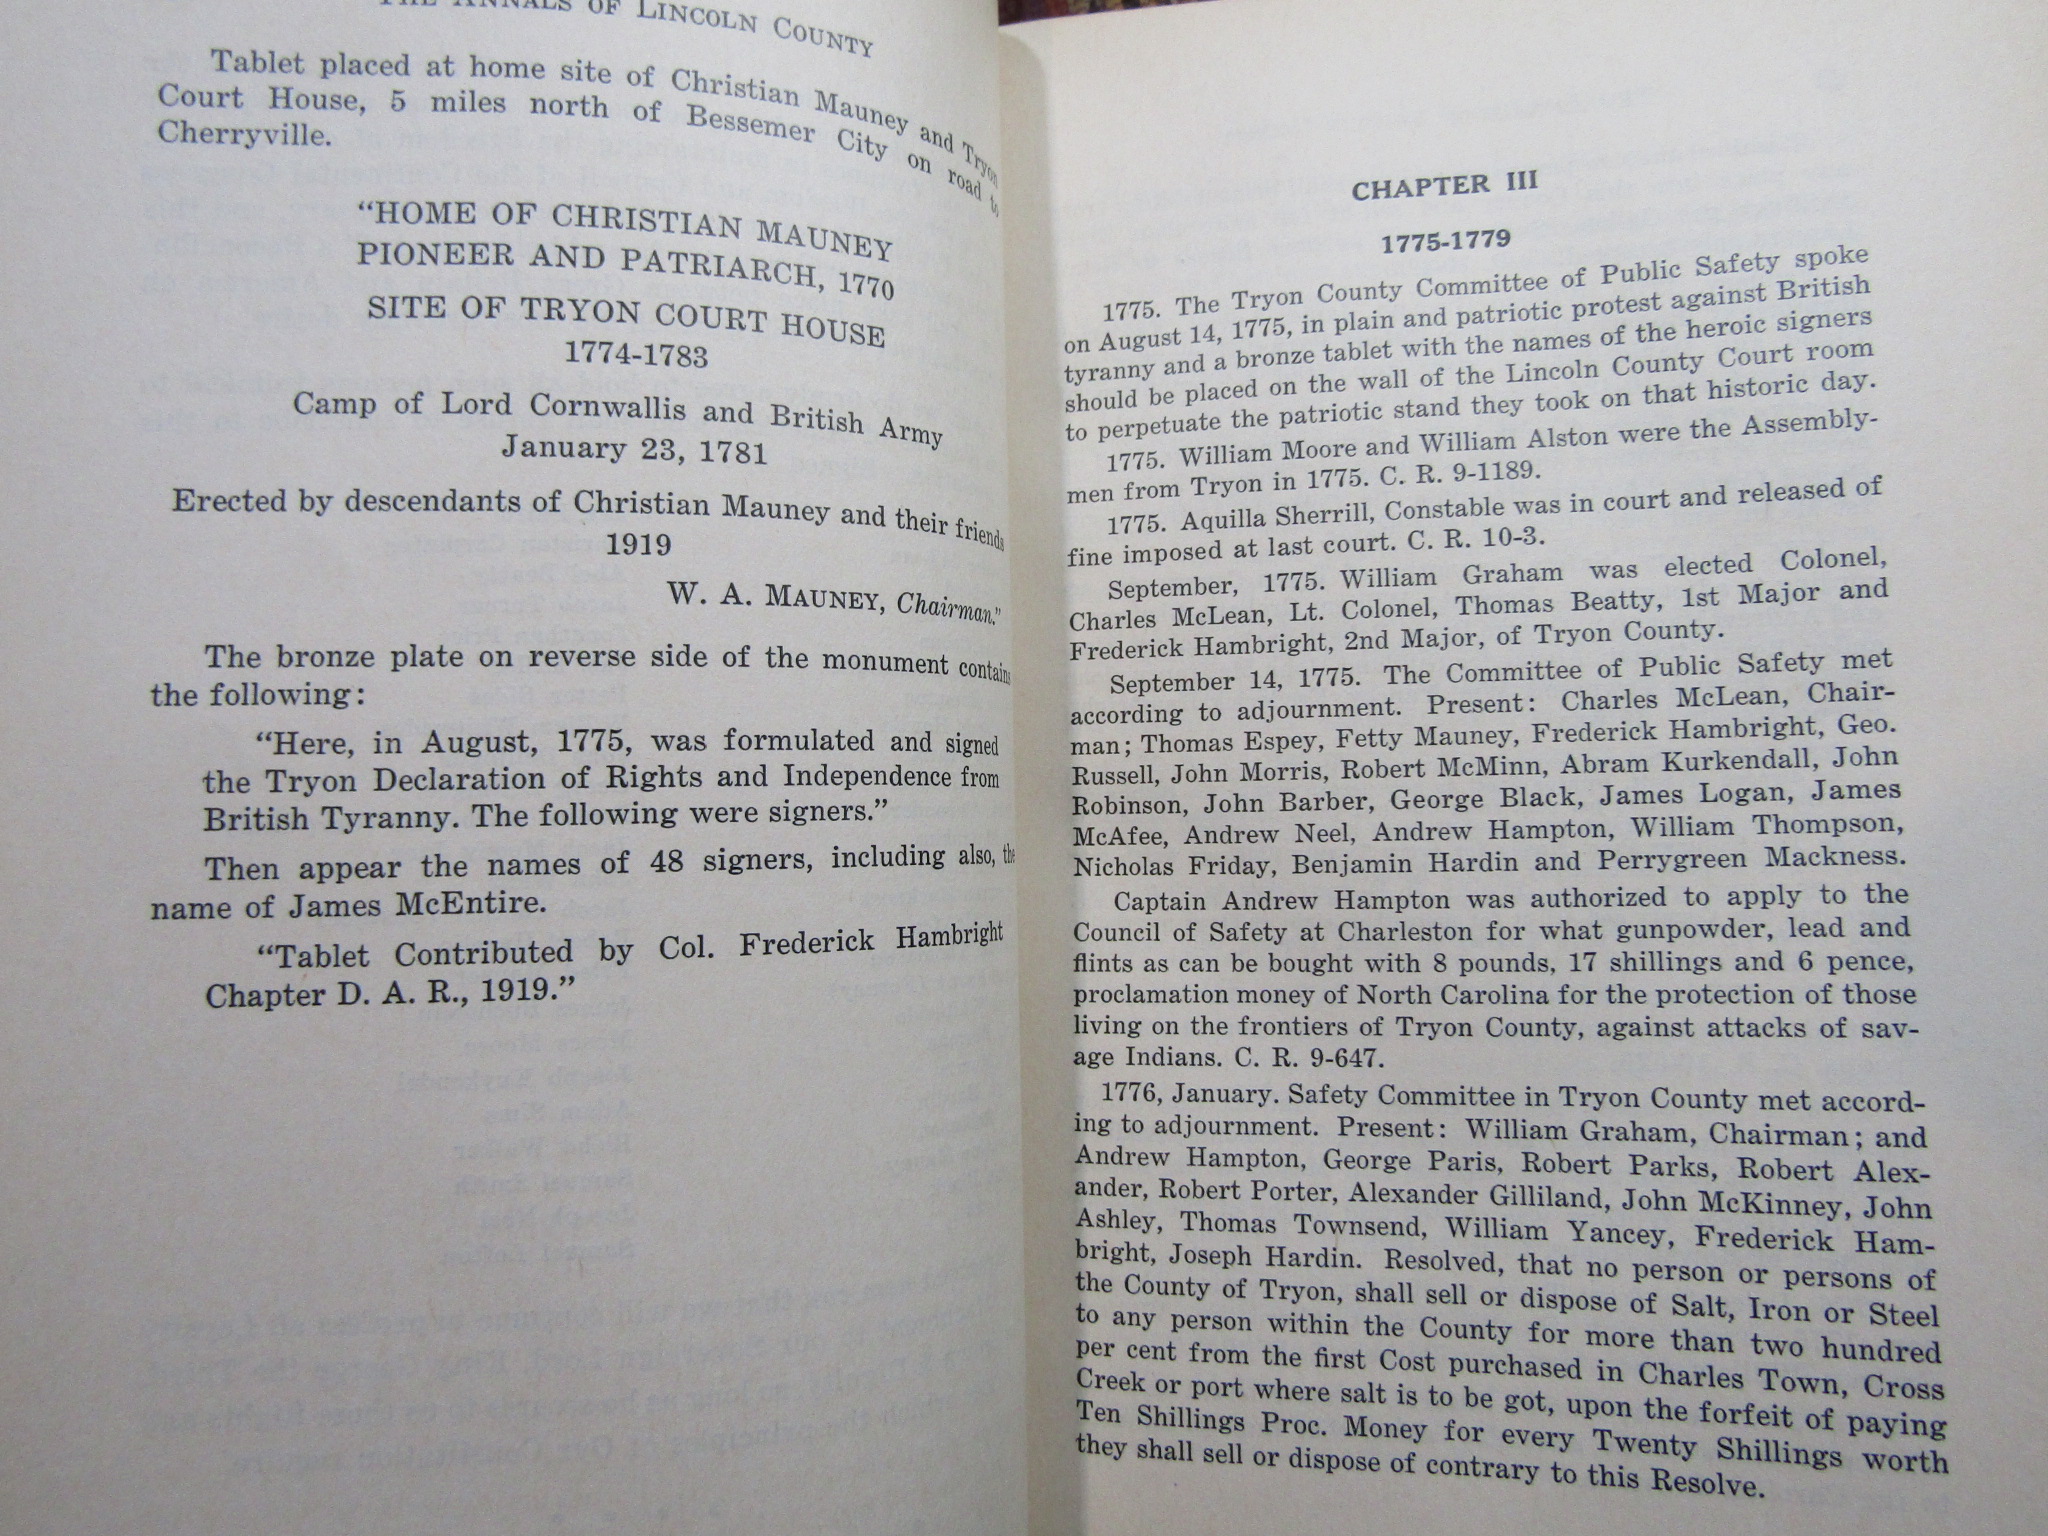 THE ANNALS OF LINCOLN COUNTY
Tablet placed at home site of Christian Mauney and Tryon
Court House, 5 miles north of Bessemer City on road to
Cherryville.
"HOME OF CHRISTIAN MAUNEY
PIONEER AND PATRIARCH, 1770
SITE OF TRYON COURT HOUSE
1774-1783
Camp of Lord Cornwallis and British Army
January 23, 1781
Erected by descendants of Christian Mauney and their friends
1919
W. A. MAUNEY, Chairman."
The bronze plate on reverse side of the monument contains
the following:
"Here, in August, 1775, was formulated and signed
the Tryon Declaration of Rights and Independence from
British Tyranny. The following were signers."
Then appear the names of 48 signers, including also, the
name of James McEntire.
"Tablet Contributed by Col. Frederick Hambright
Chapter D. A. R., 1919."
CHAPTER III
1775-1779
1775. The Tryon County Committee of Public Safety spoke
on August 14, 1775, in plain and patriotic protest against British
tyranny and a bronze tablet with the names of the heroic signers
should be placed on the wall of the Lincoln County Court room
to perpetuate the patriotic stand they took on that historic day.
1775. William Moore and William Alston were the Assembly-
men from Tryon in 1775. C. R. 9-1189.
1775. Aquilla Sherrill, Constable was in court and released of
fine imposed at last court. C. R. 10-3.
September, 1775. William Graham was elected Colonel,
Charles McLean, Lt. Colonel, Thomas Beatty, 1st Major and
Frederick Hambright, 2nd Major, of Tryon County.
September 14, 1775. The Committee of Public Safety met
according to adjournment. Present: Charles McLean, Chair-
man; Thomas Espey, Fetty Mauney, Frederick Hambright, Geo.
Russell, John Morris, Robert McMinn, Abram Kurkendall, John
Robinson, John Barber, George Black, James Logan, James
McAfee, Andrew Neel, Andrew Hampton, William Thompson,
Nicholas Friday, Benjamin Hardin and Perrygreen Mackness.
Captain Andrew Hampton was authorized to apply to the
Council of Safety at Charleston for what gunpowder, lead and
flints as can be bought with 8 pounds, 17 shillings and 6 pence,
proclamation money of North Carolina for the protection of those
living on the frontiers of Tryon County, against attacks of sav-
age Indians. C. R. 9-647.
1776, January. Safety Committee in Tryon County met accord-
ing to adjournment. Present: William Graham, Chairman; and
Andrew Hampton, George Paris, Robert Parks, Robert Alex-
ander, Robert Porter, Alexander Gilliland, John McKinney, John
Ashley, Thomas Townsend, William Yancey, Frederick Ham-
bright, Joseph Hardin. Resolved, that no person or persons of
the County of Tryon, shall sell or dispose of Salt, Iron or Steel
to any person within the County for more than two hundred
per cent from the first Cost purchased in Charles Town, Cross
Creek or port where salt is to be got, upon the forfeit of paying
Ten Shillings Proc. Money for every Twenty Shillings worth
they shall sell or dispose of contrary to this Resolve.